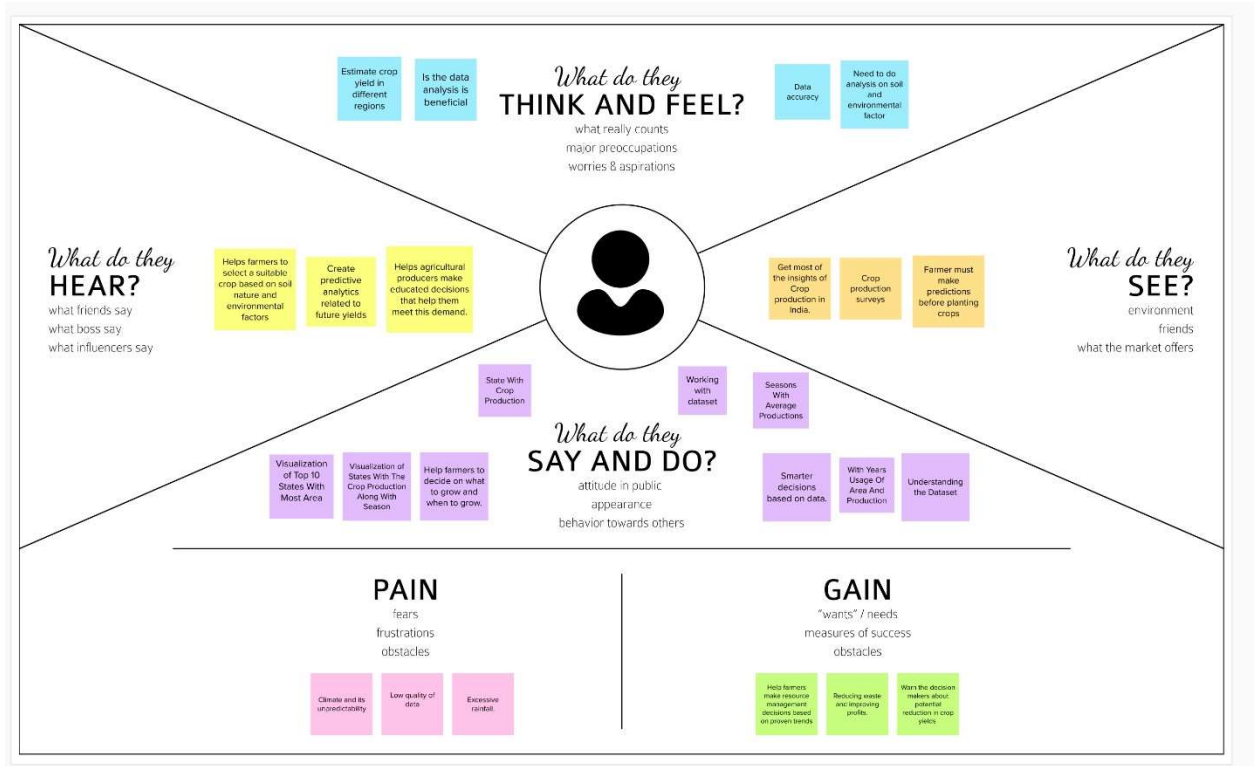 Estimate crop
yield in
different
regions
Is the data
analysis is
beneficial
What do they
THINK AND FEEL?
what really counts
major preoccupations
worries & aspirations
Data
accuracy
Need to do
analysis on soil
and
environmental
factor
What do they
HEAR?
what friends say
what boss say
what influencers say
Helps farmers to
select a suitable
crop based on soil
nature and
environmental
factors
Create
predictive
analytics
related to
future yields
Helps agricultural
producers make
educated decisions
that help them
meet this demand.
Get most of
the insights of
Crop
production in
India.
Crop
production
surveys
Farmer must
make
predictions
before planting
crops
What do they
SEE?
environment
friends
what the market offers
State With
Crop
Production
Working
with
dataset
Seasons
With
Average
Productions
What do they
SAY AND DO?
attitude in public
appearance
behavior towards others
Visualization
of Top 10
States With
Most Area
Visualization of
States With The
Crop Production
Along With
Season
Help farmers to
decide on what
to grow and
when to grow.
Smarter
decisions
based on data.
With Years
Usage Of
Area And
Production
Understanding
the Dataset
PAIN
fears
frustrations
obstacles
Climate and its
unpredictability
Low quality of
data
Excessive
rainfall.
GAIN
"wants" / needs
measures of success
obstacles
Help farmers
make resource
management
decisions based
on proven trends
Reducing waste
and improving
profits.
Warn the decision
makers about
potential
reduction in crop
yields